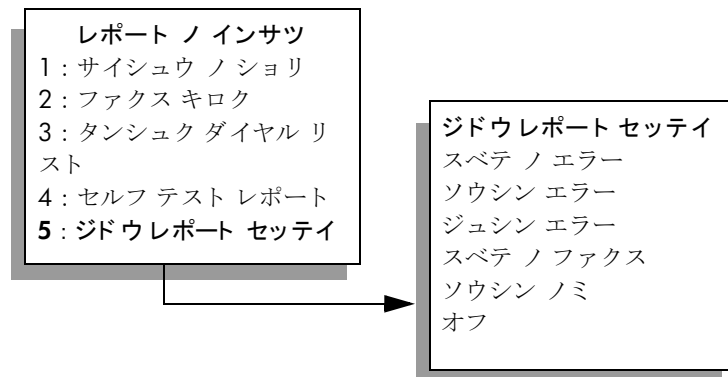 レポート ノ インサツ
1 : サイシュウ ノ ショリ
2 : ファクス キロク
3 : タンシュク ダイヤル リ
スト
4 : セルフ テスト レポート
5 : ジドウレポート セッテイ
ジドウレポート セッテイ
スベテ ノ エラー
ソウシン エラー
ジュシン エラー
スベテ ノ ファクス
ソウシン ノミ
オフ